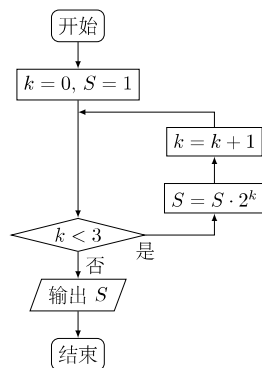 开始
k = 0, S = 1
k = k + 1
S = S · 2^k
k < 3
是
否
输出 S
结束